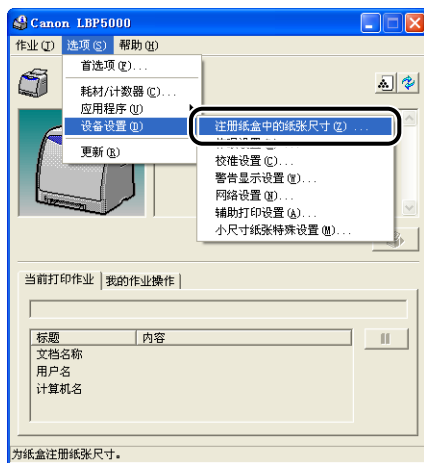 Canon LBP5000
作业(J) 选项(S) 帮助(H)
首选项(P)...
耗材/计数器(C)...
应用程序(U)
设备设置(D)
更新(R)
注册纸盒中的纸张尺寸(Z) ...
校准设置(C)...
警告显示设置(W)...
网络设置(N)...
辅助打印设置(A)...
小尺寸纸张特殊设置(M)...
当前打印作业 我的作业操作
标题 内容
文档名称
用户名
计算机名
为纸盒注册纸张尺寸。